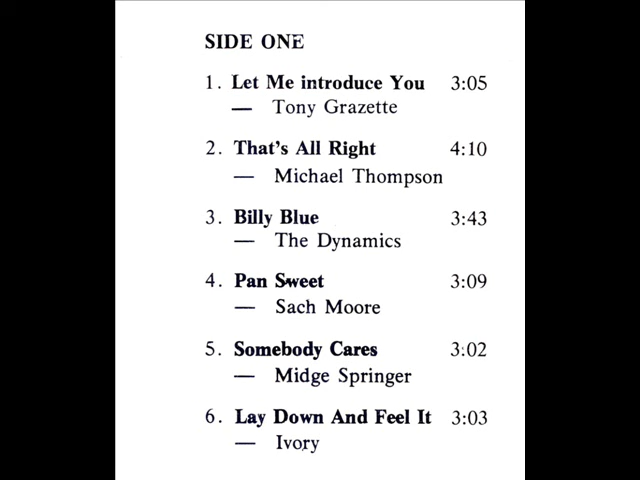 SIDE ONE
1. Let Me introduce You 3:05
— Tony Grazette
2. That's All Right 4:10
— Michael Thompson
3. Billy Blue 3:43
— The Dynamics
4. Pan Sweet 3:09
— Sach Moore
5. Somebody Cares 3:02
— Midge Springer
6. Lay Down And Feel It 3:03
— Ivory